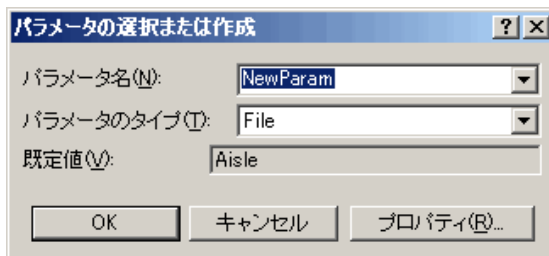 パラメータの選択または作成
パラメータ名(N): NewParam
パラメータのタイプ(T): File
既定値(V): Aisle
OK キャンセル プロパティ(R)...